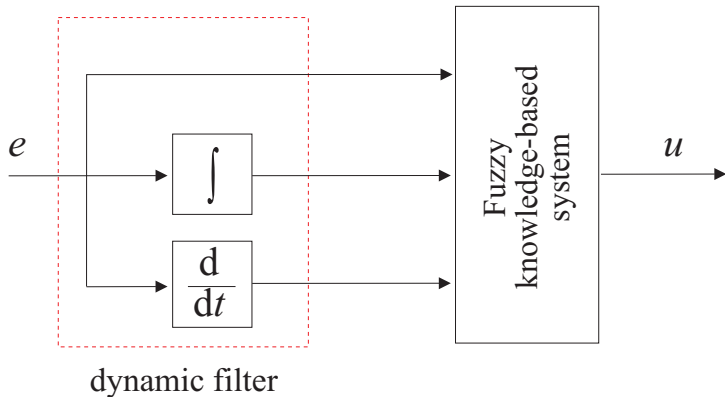 e
∫
d
dt
dynamic filter
Fuzzy
knowledge-based
system
u